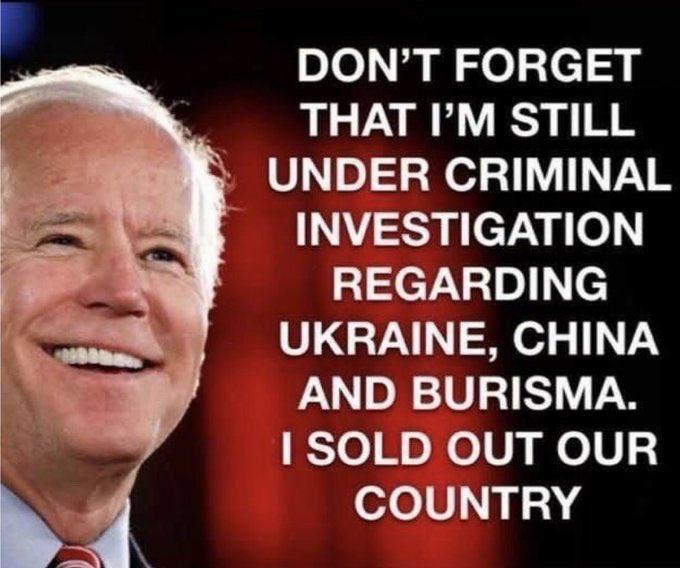 DON'T FORGET
THAT I'M STILL
UNDER CRIMINAL
INVESTIGATION
REGARDING
UKRAINE, CHINA
AND BURISMA.
I SOLD OUT OUR
COUNTRY